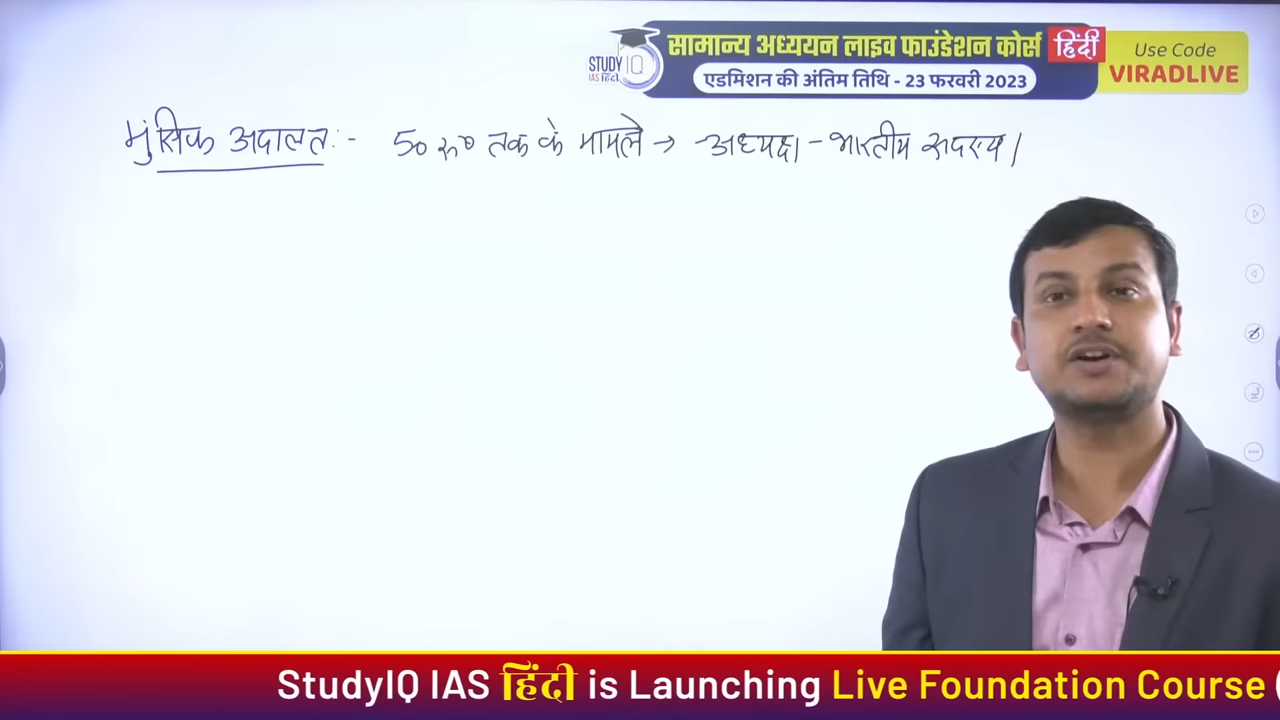 STUDY IQ
IAS हिंदी
सामान्य अध्ययन लाइव फाउंडेशन कोर्स हिंदी
एडमिशन की अंतिम तिथि - 23 फरवरी 2023
Use Code
VIRADLIVE
मुंसिफ अदालत :- 50 रू० तक के मामले → -अध्यक्ष - भारतीय सदस्य।
StudyIQ IAS हिंदी is Launching Live Foundation Course (